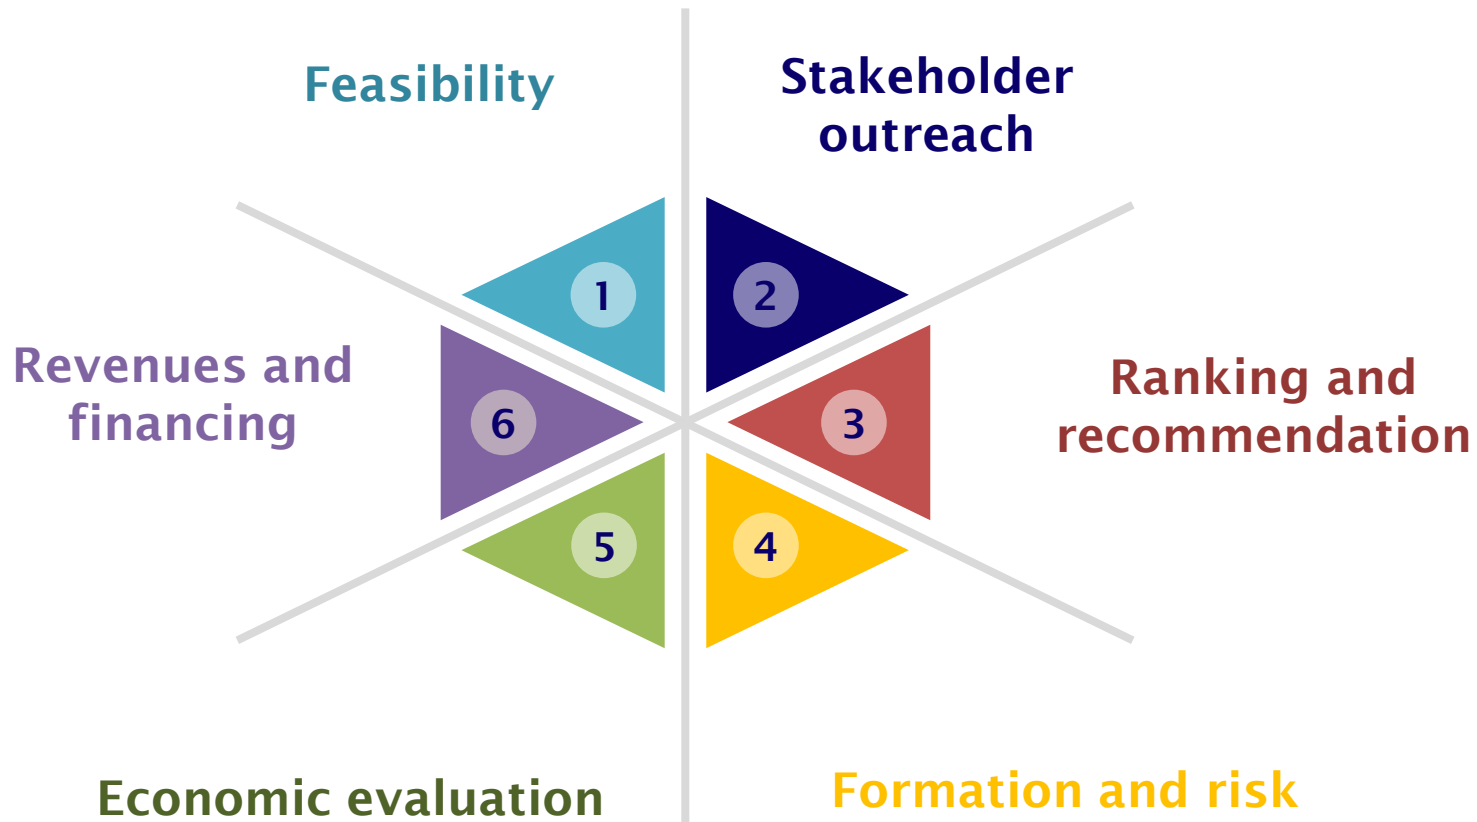 Feasibility
Stakeholder
outreach
1
2
Revenues and
financing
Ranking and
recommendation
6
3
5
4
Economic evaluation
Formation and risk